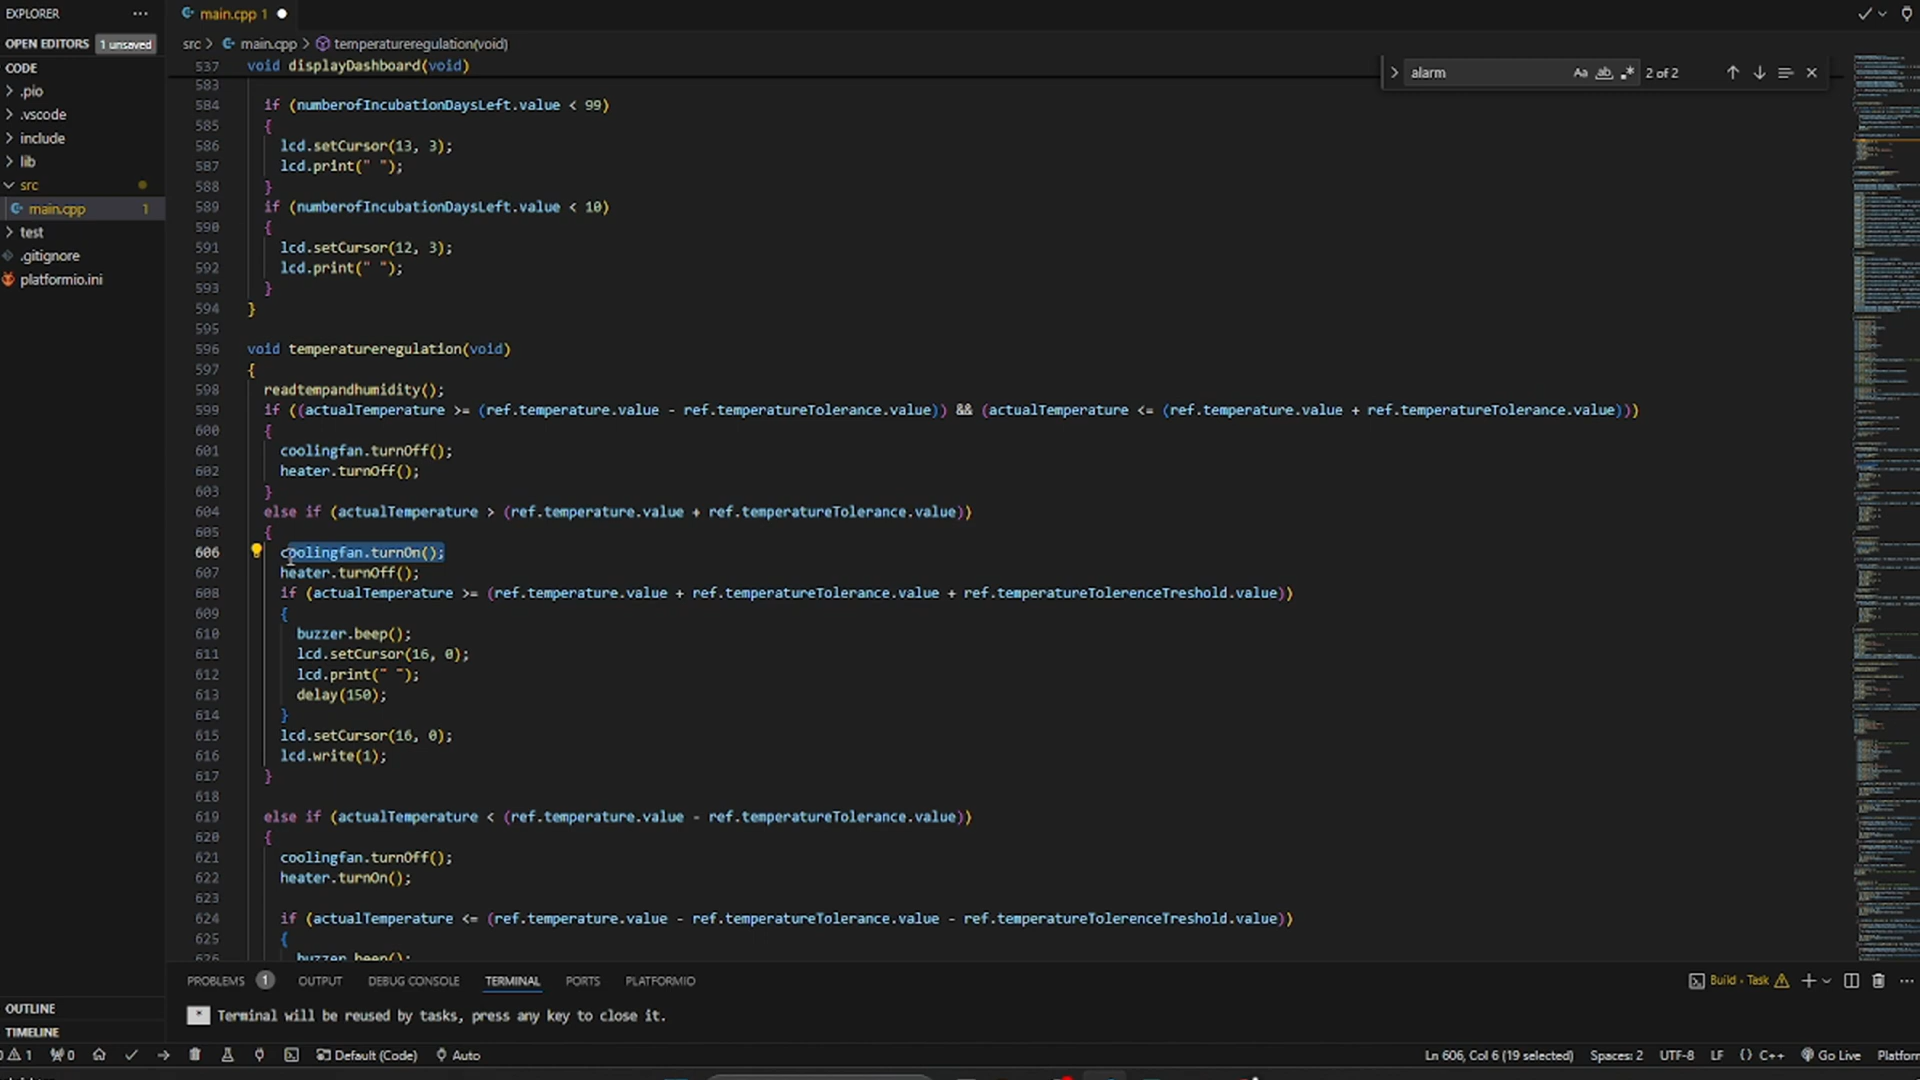 EXPLORER
OPEN EDITORS 1 unsaved
CODE
.pio
.vscode
include
lib
src
main.cpp 1
test
.gitignore
platformio.ini
OUTLINE
TIMELINE
main.cpp 1
src > main.cpp > temperatureregulation(void)
alarm Aa ab 2 of 2
537 void displayDashboard(void)
583
584 if (numberofIncubationDaysLeft.value < 99)
585 {
586 lcd.setCursor(13, 3);
587 lcd.print(" ");
588 }
589 if (numberofIncubationDaysLeft.value < 10)
590 {
591 lcd.setCursor(12, 3);
592 lcd.print(" ");
593 }
594 }
595
596 void temperatureregulation(void)
597 {
598 readtempandhumidity();
599 if ((actualTemperature >= (ref.temperature.value - ref.temperatureTolerance.value)) && (actualTemperature <= (ref.temperature.value + ref.temperatureTolerance.value)))
600 {
601 coolingfan.turnOff();
602 heater.turnOff();
603 }
604 else if (actualTemperature > (ref.temperature.value + ref.temperatureTolerance.value))
605 {
606 coolingfan.turnOn();
607 heater.turnOff();
608 if (actualTemperature >= (ref.temperature.value + ref.temperatureTolerance.value + ref.temperatureTolerenceTreshold.value))
609 {
610 buzzer.beep();
611 lcd.setCursor(16, 0);
612 lcd.print(" ");
613 delay(150);
614 }
615 lcd.setCursor(16, 0);
616 lcd.write(1);
617 }
618
619 else if (actualTemperature < (ref.temperature.value - ref.temperatureTolerance.value))
620 {
621 coolingfan.turnOff();
622 heater.turnOn();
623
624 if (actualTemperature <= (ref.temperature.value - ref.temperatureTolerance.value - ref.temperatureTolerenceTreshold.value))
625 {
626 buzzer.beep();
PROBLEMS 1 OUTPUT DEBUG CONSOLE TERMINAL PORTS PLATFORMIO
Build - Task
* Terminal will be reused by tasks, press any key to close it.
0 1 0 Default (Code) Auto
Ln 606, Col 6 (19 selected) Spaces: 2 UTF-8 LF {} C++ Go Live Platform